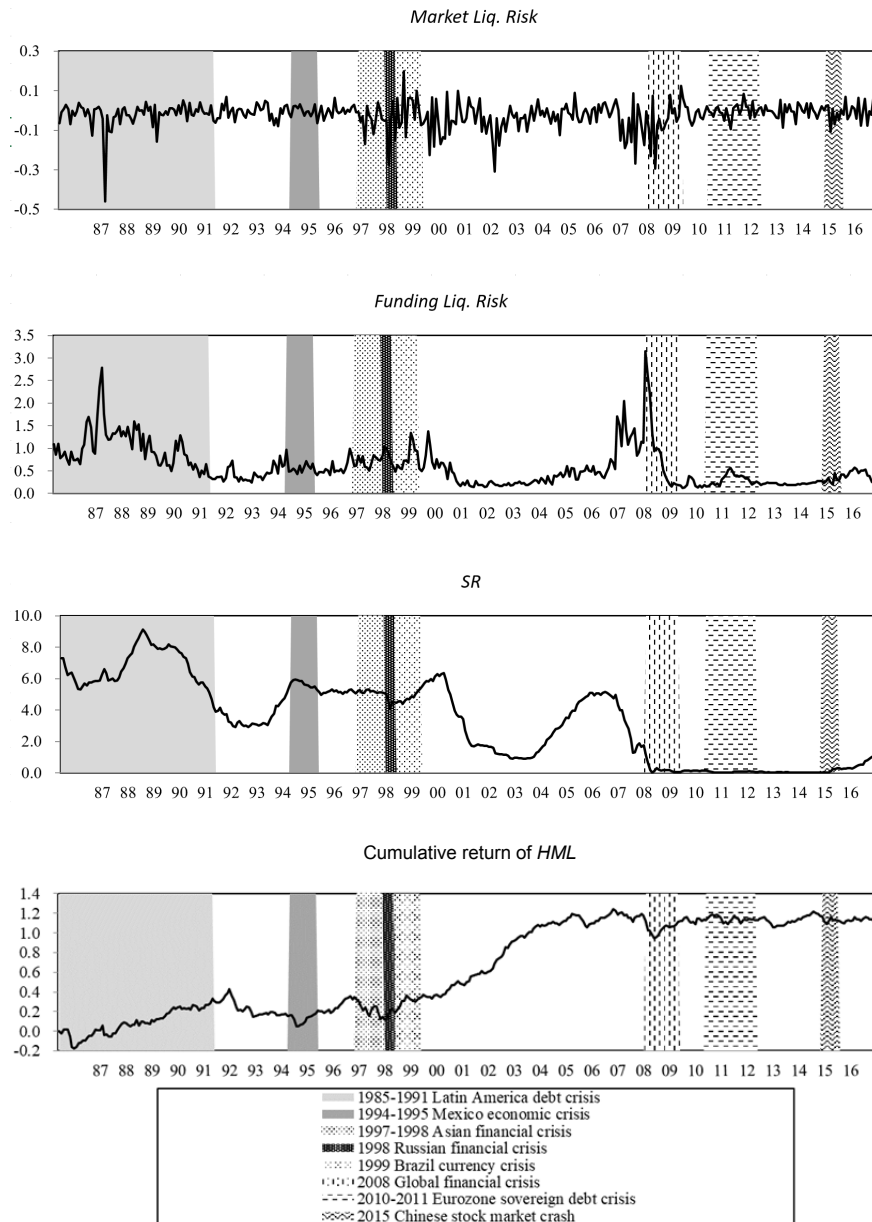 Market Liq. Risk
0.3
0.1
-0.1
-0.3
-0.5
87 88 89 90 91 92 93 94 95 96 97 98 99 00 01 02 03 04 05 06 07 08 09 10 11 12 13 14 15 16
Funding Liq. Risk
3.5
3.0
2.5
2.0
1.5
1.0
0.5
0.0
87 88 89 90 91 92 93 94 95 96 97 98 99 00 01 02 03 04 05 06 07 08 09 10 11 12 13 14 15 16
SR
10.0
8.0
6.0
4.0
2.0
0.0
87 88 89 90 91 92 93 94 95 96 97 98 99 00 01 02 03 04 05 06 07 08 09 10 11 12 13 14 15 16
Cumulative return of HML
1.4
1.2
1.0
0.8
0.6
0.4
0.2
0.0
-0.2
87 88 89 90 91 92 93 94 95 96 97 98 99 00 01 02 03 04 05 06 07 08 09 10 11 12 13 14 15 16
1985-1991 Latin America debt crisis
1994-1995 Mexico economic crisis
1997-1998 Asian financial crisis
1998 Russian financial crisis
1999 Brazil currency crisis
2008 Global financial crisis
2010-2011 Eurozone sovereign debt crisis
2015 Chinese stock market crash